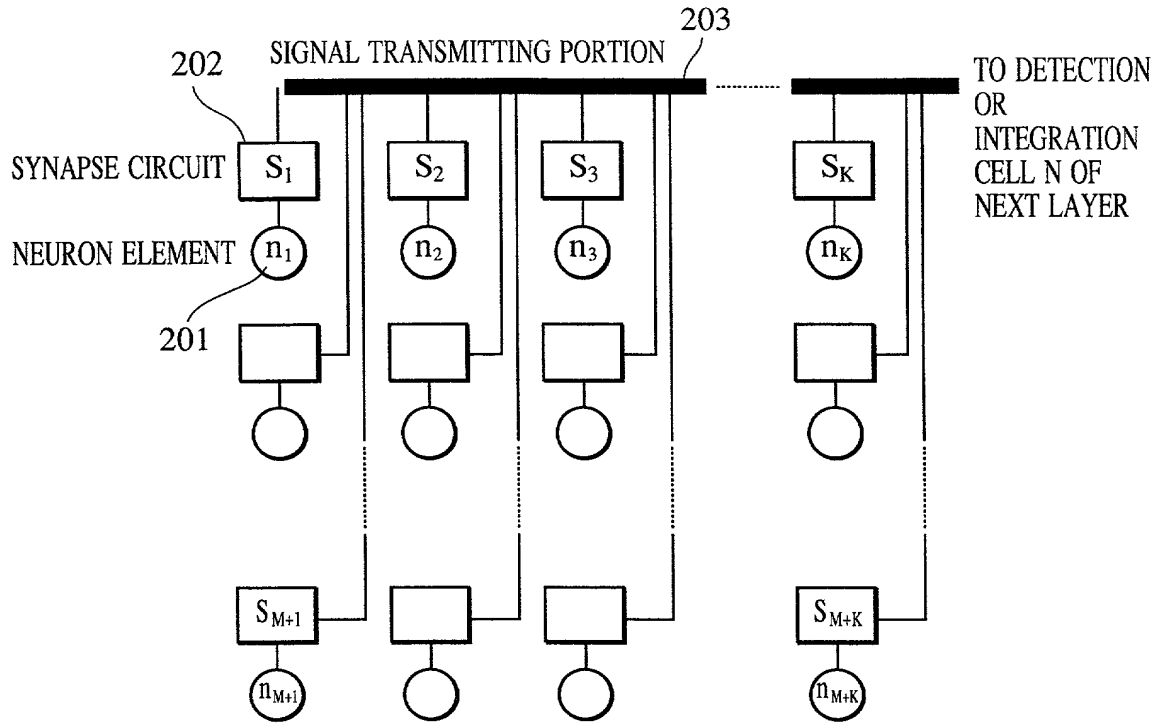 203
SIGNAL TRANSMITTING PORTION
202
TO DETECTION
OR
INTEGRATION
CELL N OF
NEXT LAYER
SYNAPSE CIRCUIT
S1
S2
S3
SK
NEURON ELEMENT
n1
n2
n3
nK
201
SM+1
SM+K
nM+1
nM+K